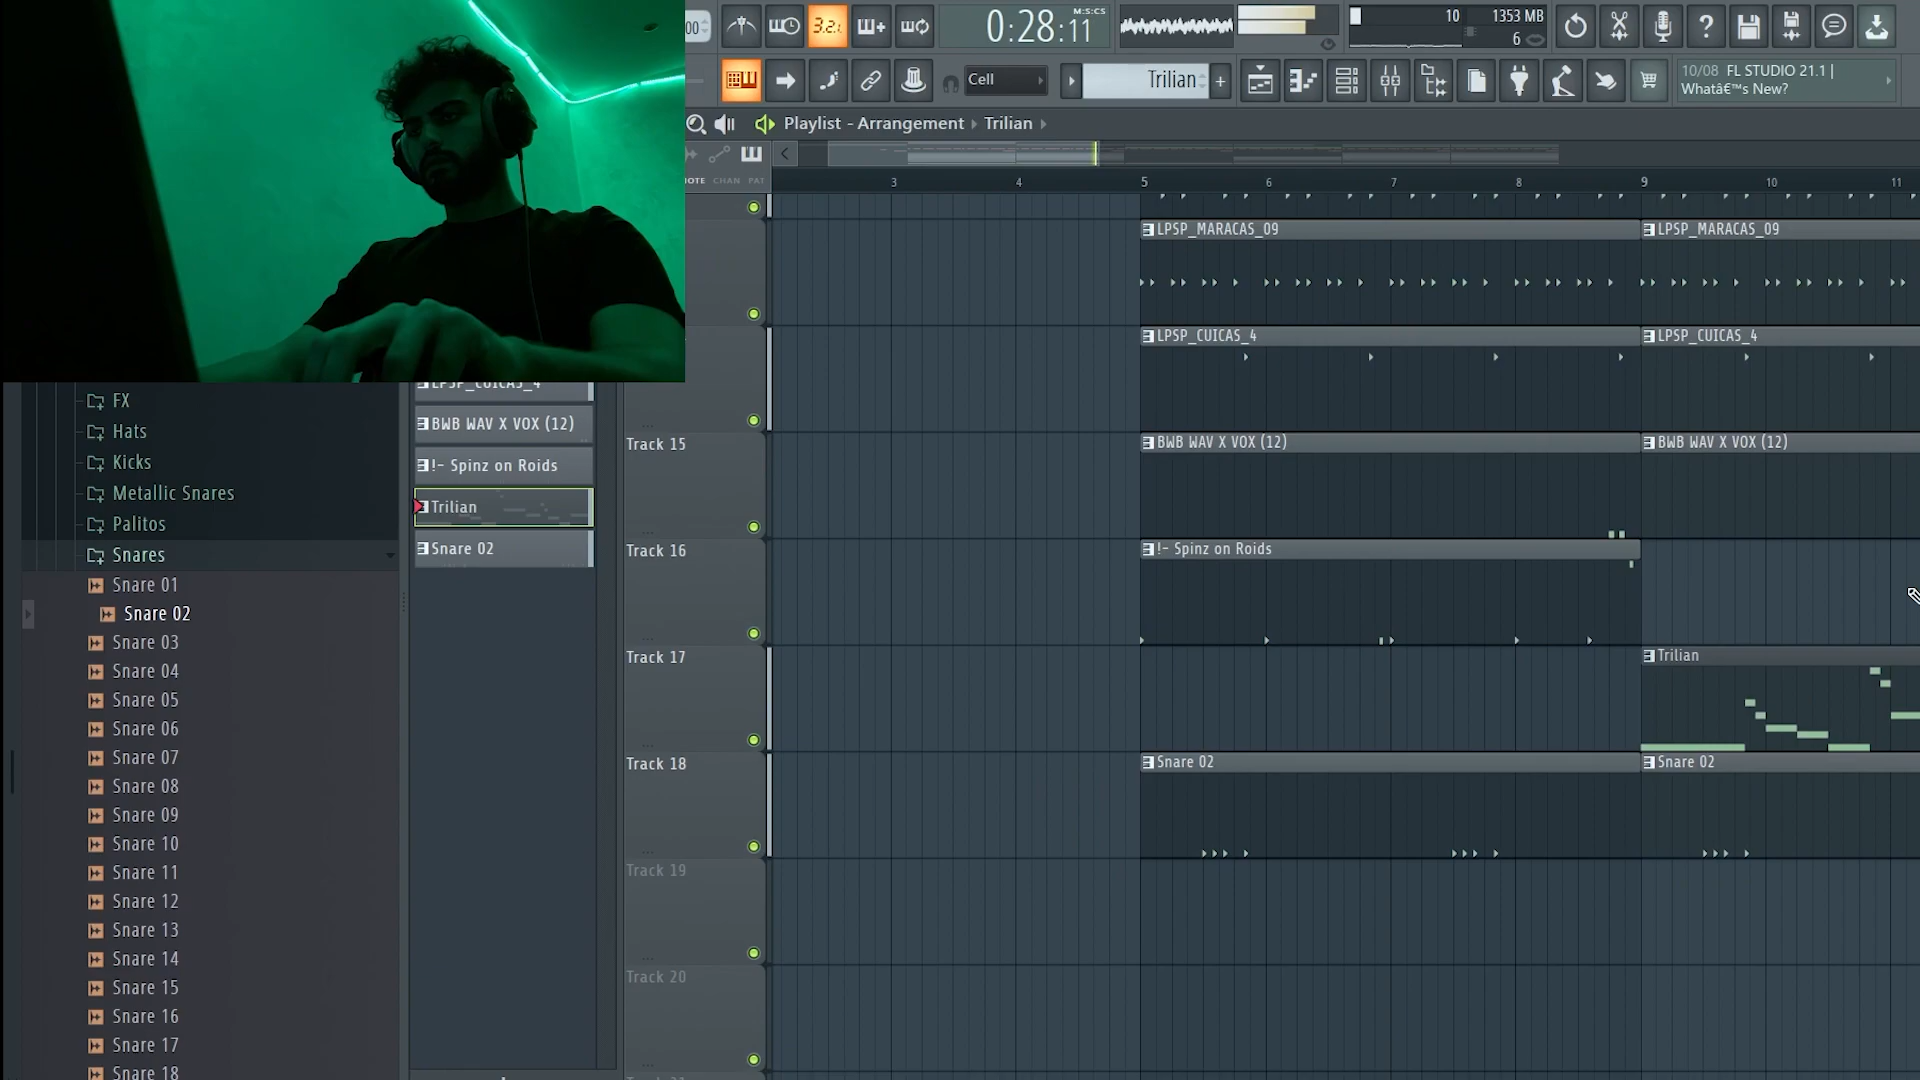 00
3.2.
0:28:11
M:S:CS
10
1353 MB
6
Cell
Trilian
10/08 FL STUDIO 21.1 |
Whatâ€™s New?
Playlist - Arrangement
Trilian
CHAN
PAT
3
4
5
6
7
8
9
10
11
LPSP_MARACAS_09
LPSP_MARACAS_09
LPSP_CUICAS_4
LPSP_CUICAS_4
Track 15
BWB WAV X VOX (12)
BWB WAV X VOX (12)
Track 16
!- Spinz on Roids
Track 17
Trilian
Track 18
Snare 02
Snare 02
Track 19
Track 20
LPSP_CUICAS_4
BWB WAV X VOX (12)
!- Spinz on Roids
Trilian
Snare 02
FX
Hats
Kicks
Metallic Snares
Palitos
Snares
Snare 01
Snare 02
Snare 03
Snare 04
Snare 05
Snare 06
Snare 07
Snare 08
Snare 09
Snare 10
Snare 11
Snare 12
Snare 13
Snare 14
Snare 15
Snare 16
Snare 17
Snare 18